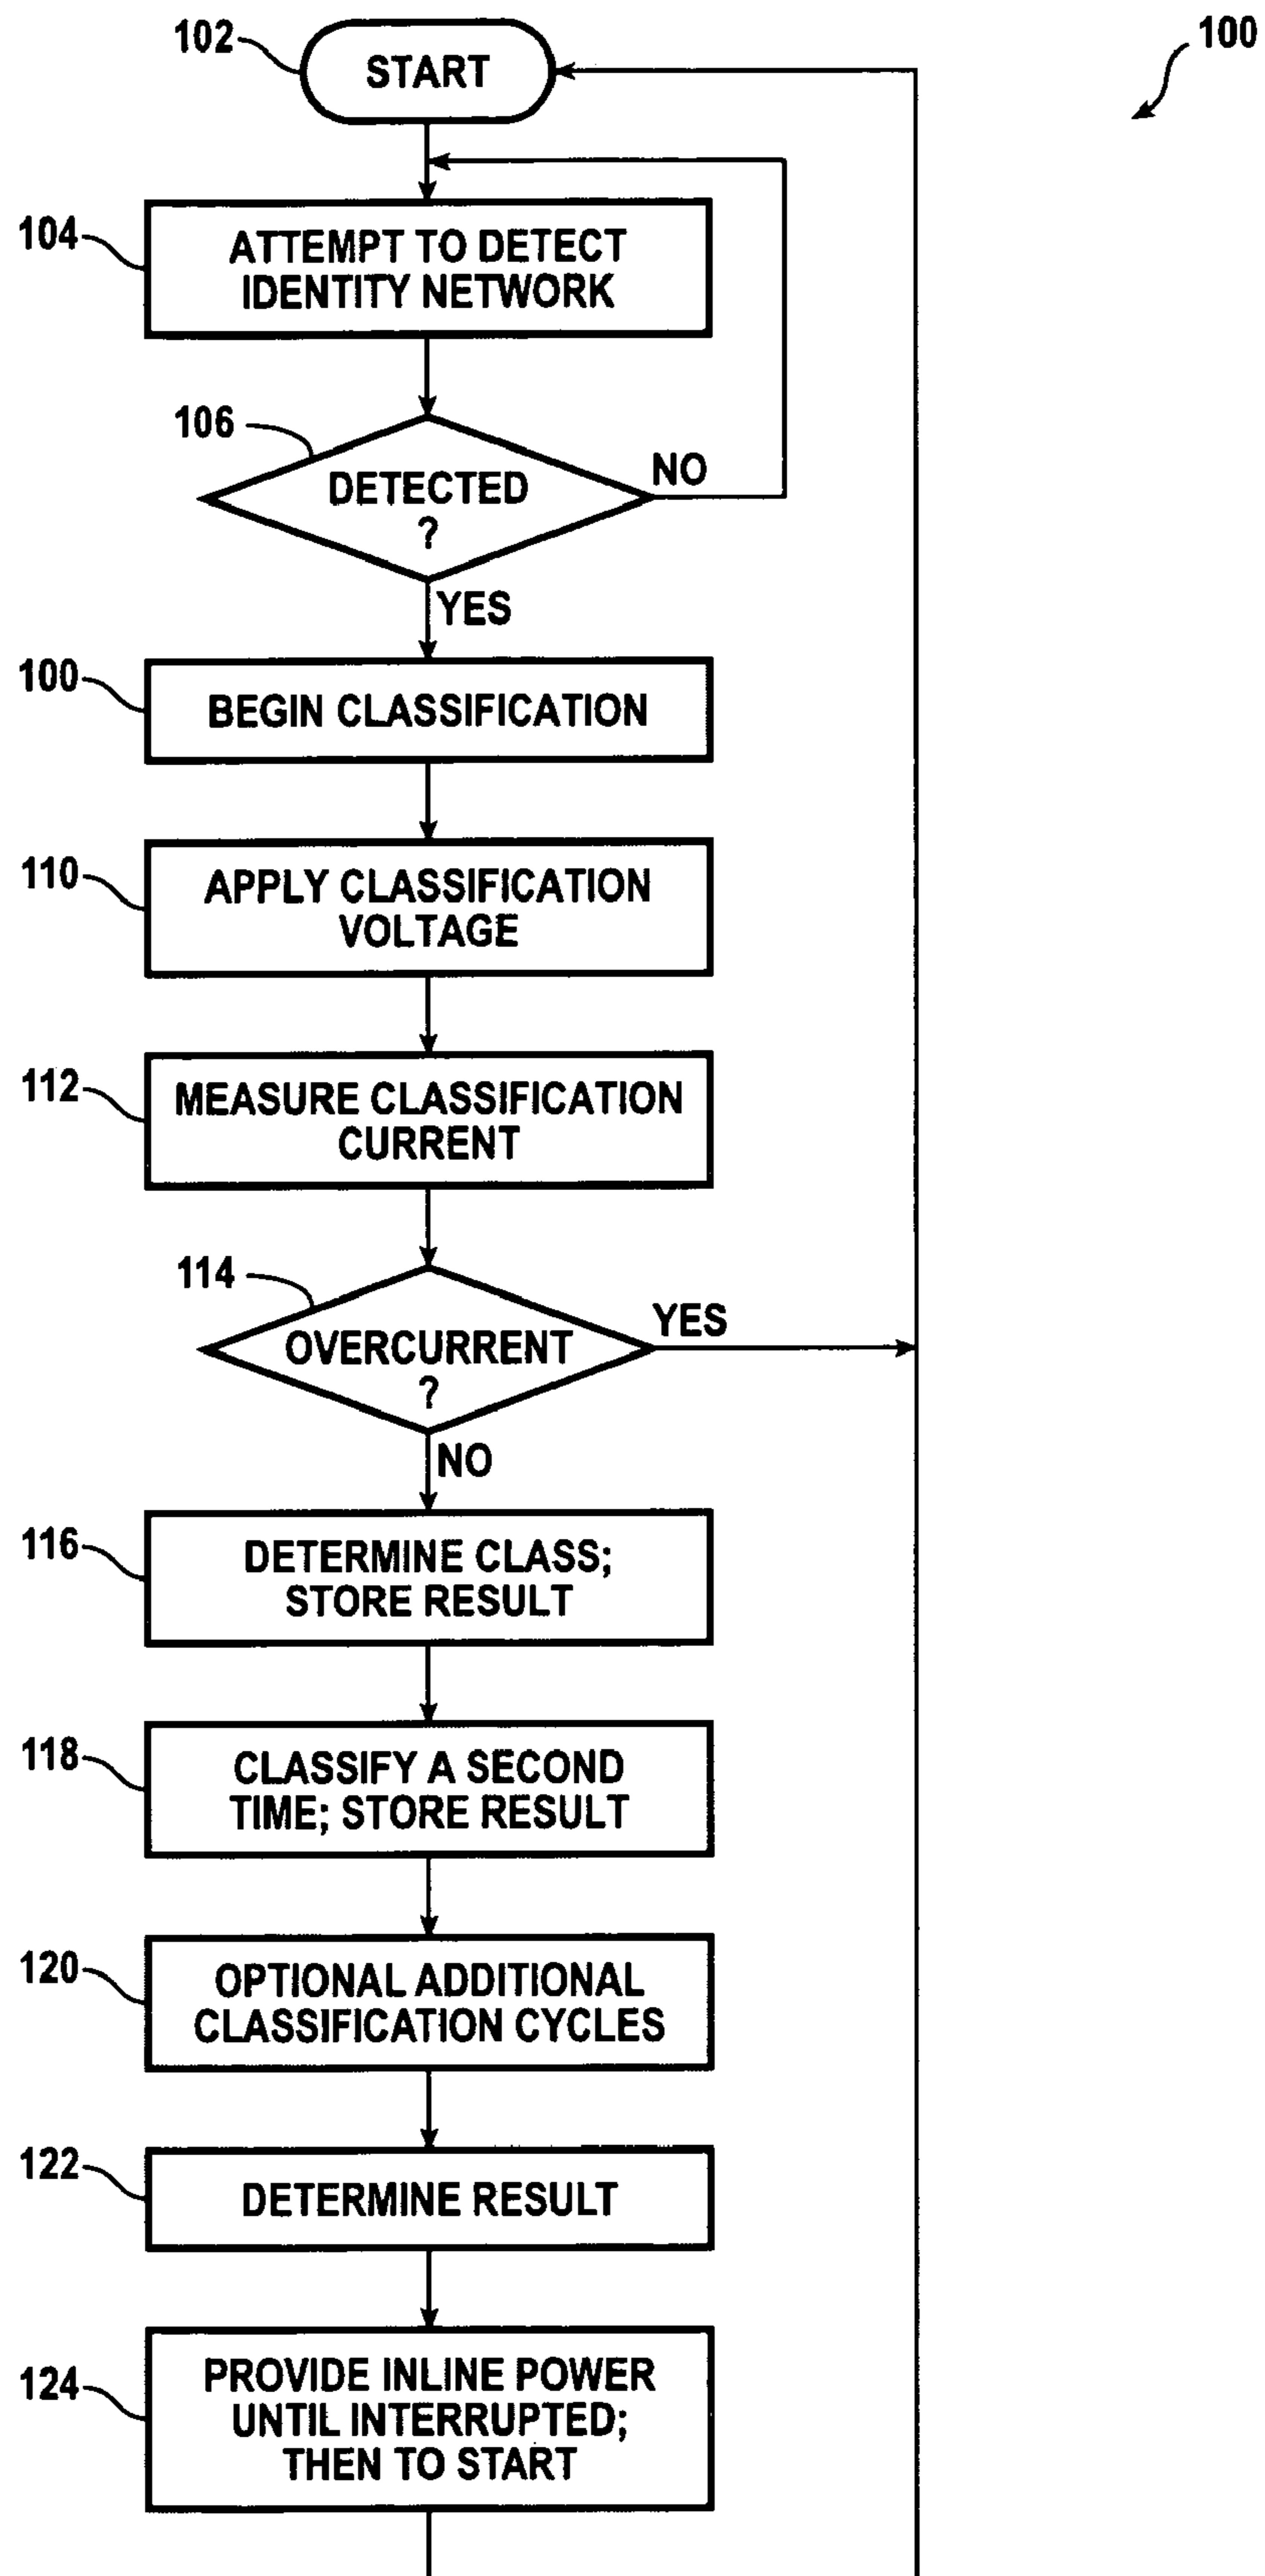 102
START
100
104
ATTEMPT TO DETECT
IDENTITY NETWORK
106
DETECTED
?
NO
YES
100
BEGIN CLASSIFICATION
110
APPLY CLASSIFICATION
VOLTAGE
112
MEASURE CLASSIFICATION
CURRENT
114
OVERCURRENT
?
YES
NO
116
DETERMINE CLASS;
STORE RESULT
118
CLASSIFY A SECOND
TIME; STORE RESULT
120
OPTIONAL ADDITIONAL
CLASSIFICATION CYCLES
122
DETERMINE RESULT
124
PROVIDE INLINE POWER
UNTIL INTERRUPTED;
THEN TO START